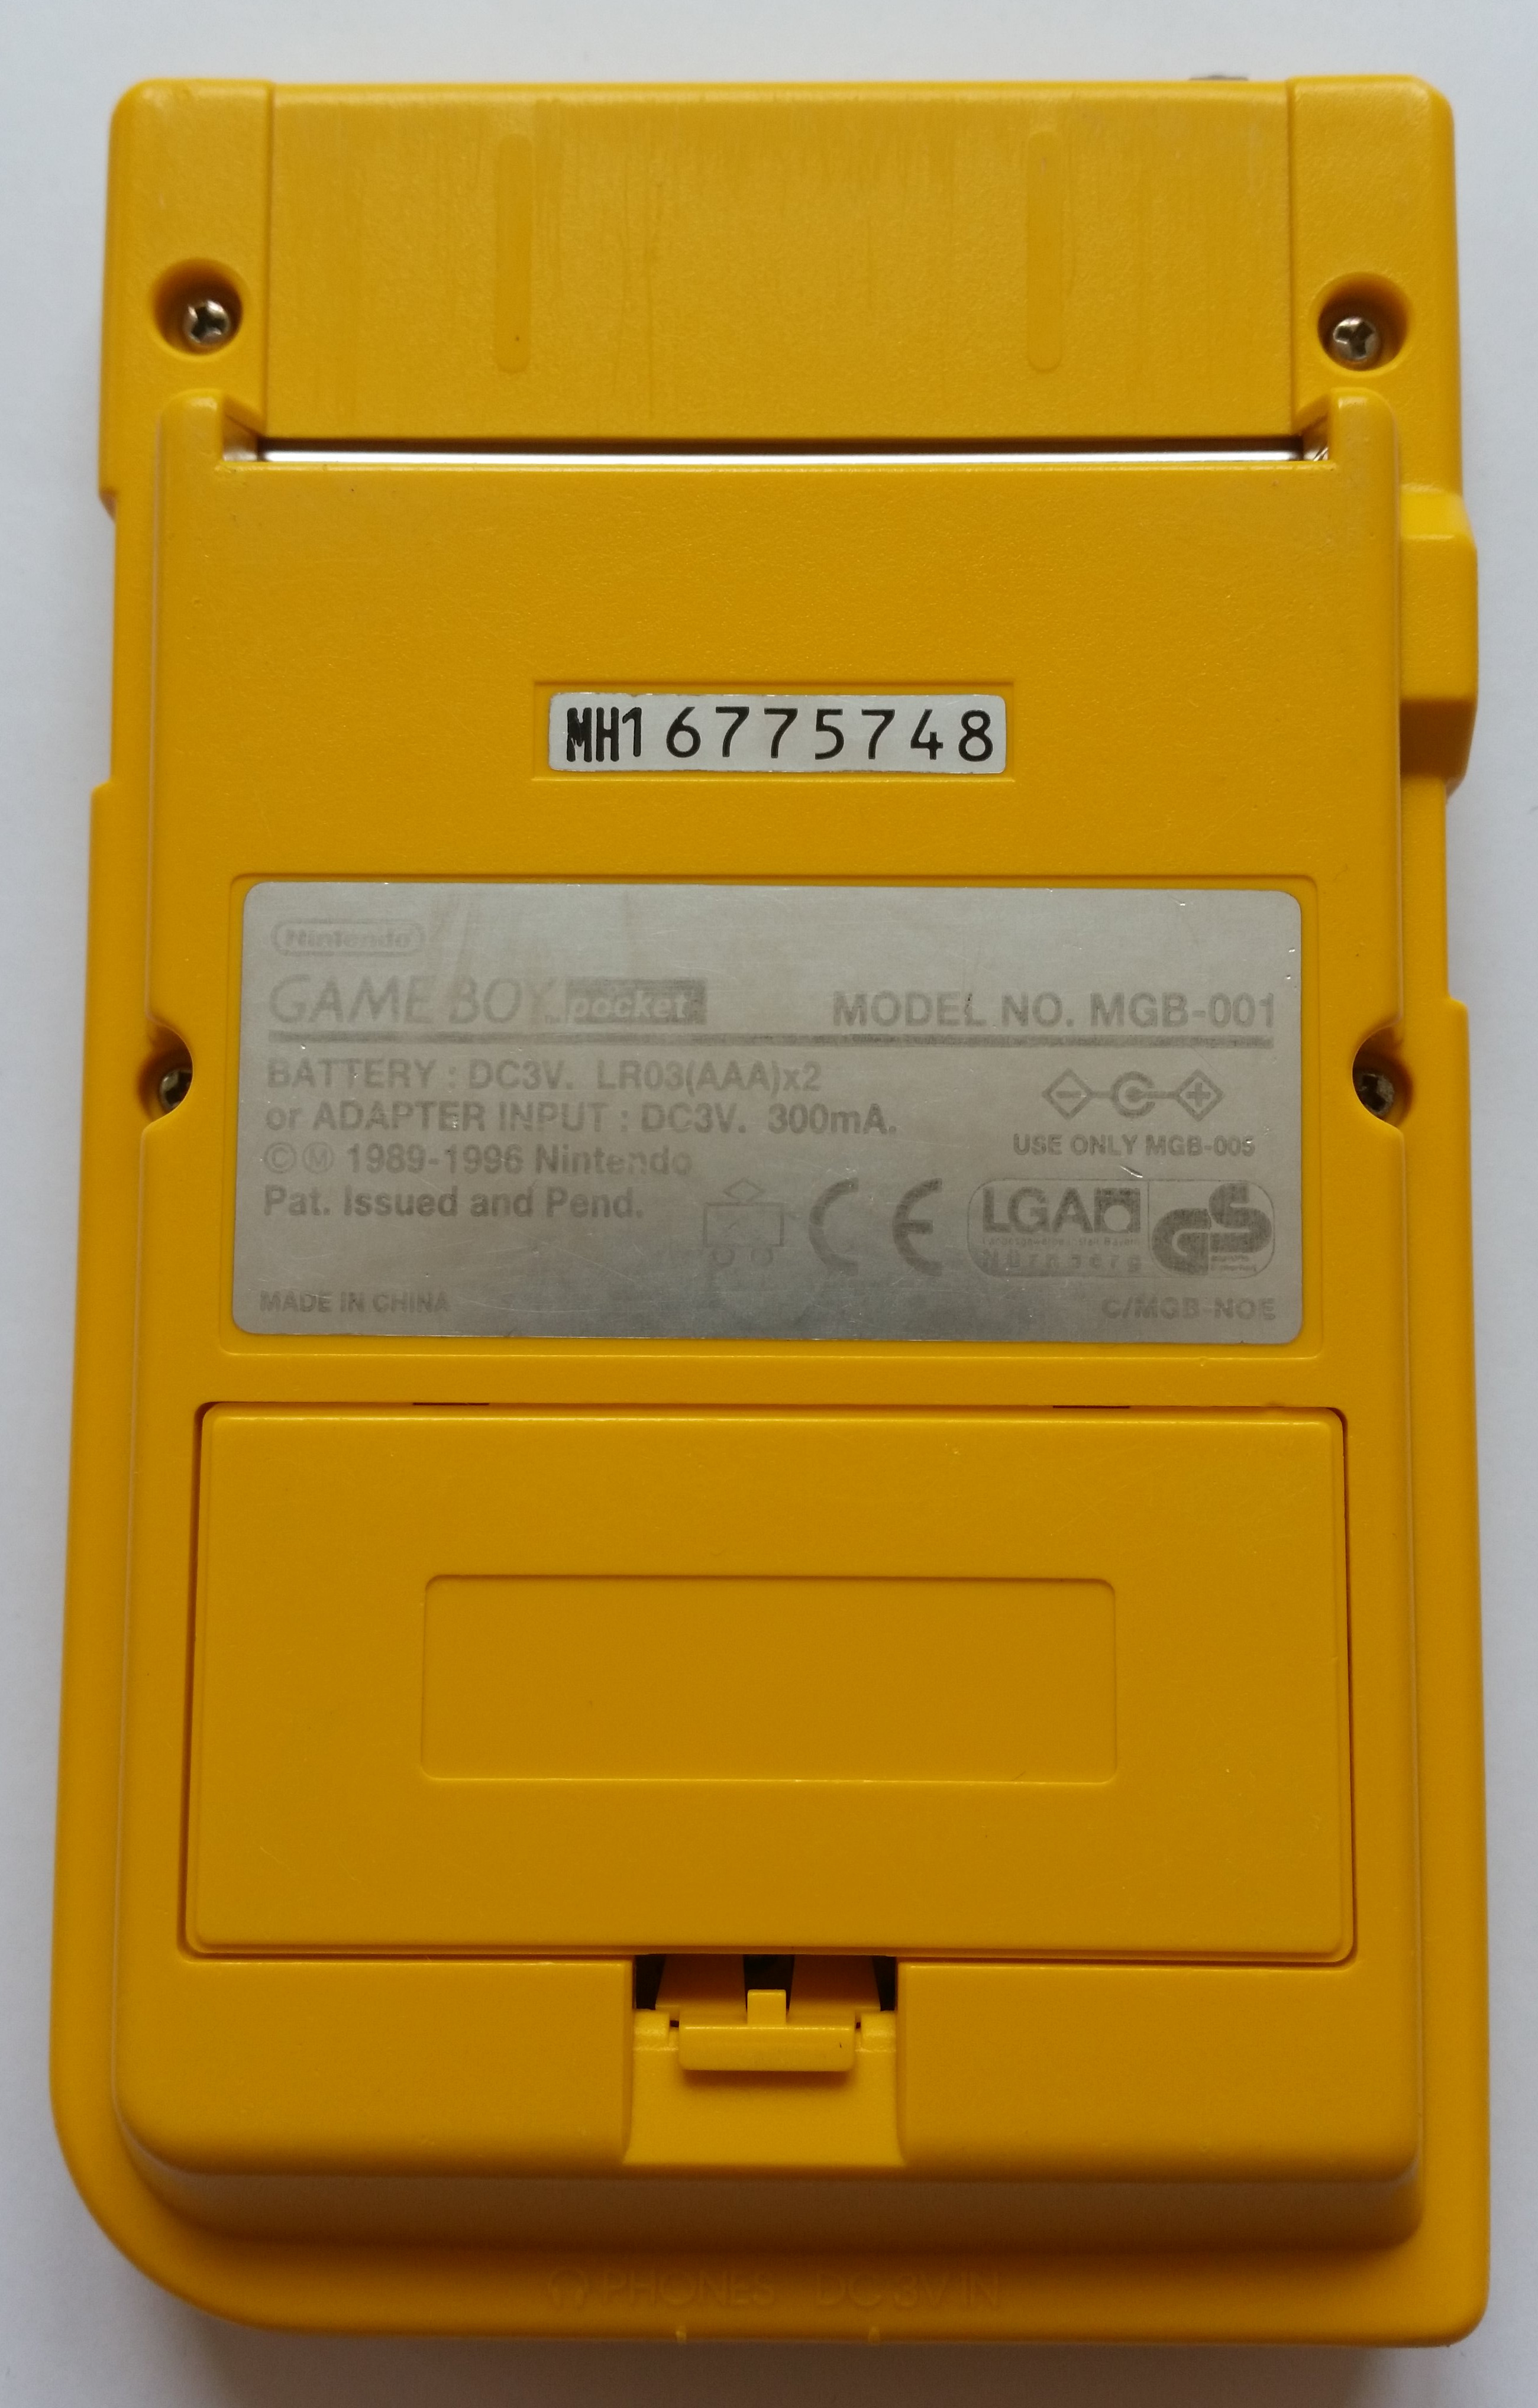 MH16775748
Nintendo
GAME BOY pocket MODEL NO. MGB-001
BATTERY : DC3V. LR03(AAA)x2
or ADAPTER INPUT : DC3V. 300mA.
USE ONLY MGB-005
©Ⓜ 1989-1996 Nintendo
Pat. Issued and Pend.
CE
LGA
Nürnberg
GS
MADE IN CHINA
C/MGB-NOE
PHONES DC 3V IN